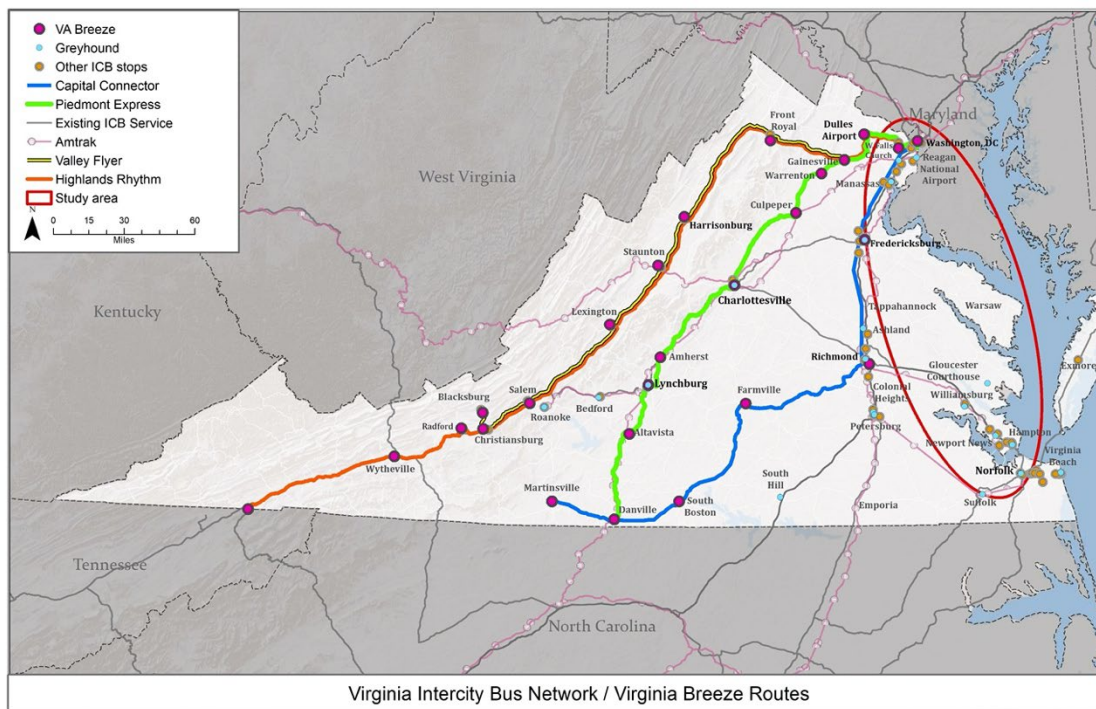 VA Breeze
Greyhound
Other ICB stops
Capital Connector
Piedmont Express
Existing ICB Service
Amtrak
Valley Flyer
Highlands Rhythm
Study area
N
0 15 30 60
Miles
Maryland
West Virginia
Kentucky
Tennessee
North Carolina
Front
Royal
Dulles
Airport
Washington, DC
W. Falls
Church
Reagan
National
Airport
Gainesville
Warrenton
Manassas
Culpeper
Harrisonburg
Fredericksburg
Staunton
Charlottesville
Tappahannock
Warsaw
Lexington
Ashland
Richmond
Amherst
Gloucester
Courthouse
Exmore
Lynchburg
Farmville
Colonial
Heights
Williamsburg
Blacksburg
Salem
Roanoke
Bedford
Petersburg
Radford
Christiansburg
Altavista
Newport News
Hampton
Virginia
Beach
Wytheville
Norfolk
Martinsville
South
Hill
South
Boston
Suffolk
Danville
Emporia
Virginia Intercity Bus Network / Virginia Breeze Routes